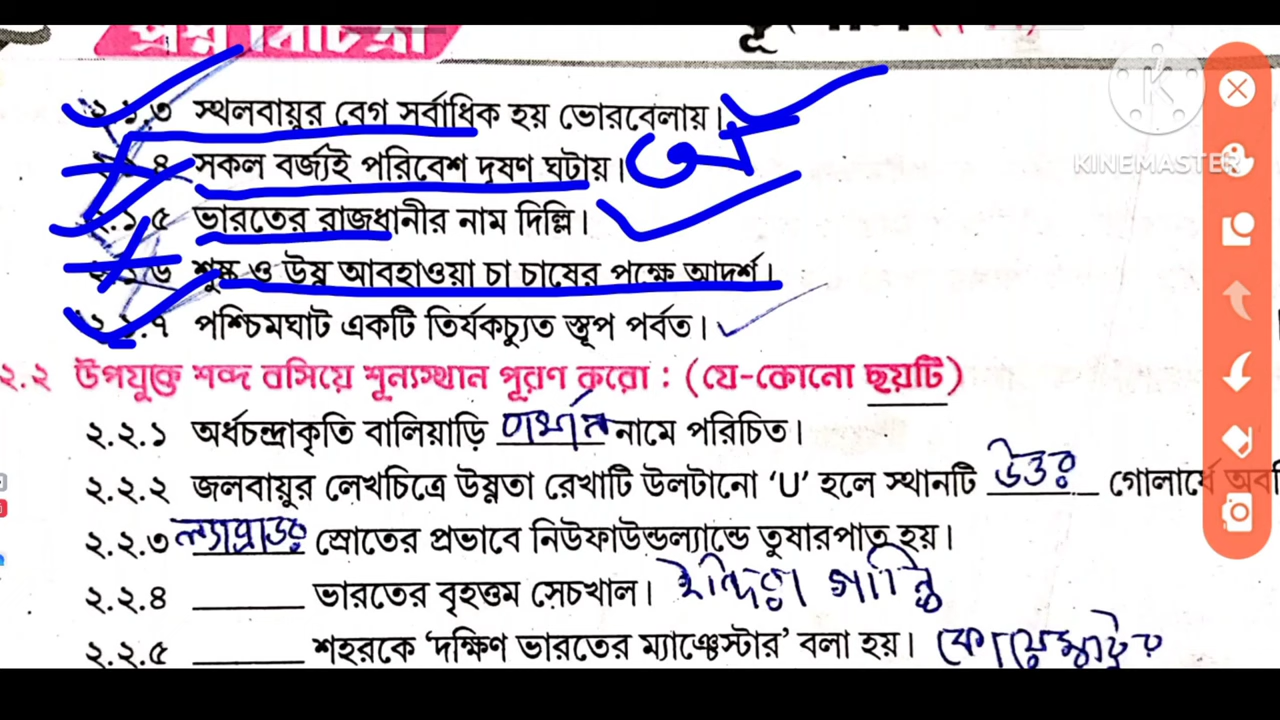 প্রশ্ন বিচিত্রা
২.১.৩ স্থলবায়ুর বেগ সর্বাধিক হয় ভোরবেলায়।
২.১.৪ সকল বর্জ্যই পরিবেশ দূষণ ঘটায়। অ
২.১.৫ ভারতের রাজধানীর নাম দিল্লি।
২.১.৬ শুষ্ক ও উষ্ণ আবহাওয়া চা চাষের পক্ষে আদর্শ।
২.১.৭ পশ্চিমঘাট একটি তির্যকচ্যুত স্তূপ পর্বত।
২.২ উপযুক্ত শব্দ বসিয়ে শূন্যস্থান পূরণ করো : (যে-কোনো ছয়টি)
২.২.১ অর্ধচন্দ্রাকৃতি বালিয়াড়ি বার্খান নামে পরিচিত।
২.২.২ জলবায়ুর লেখচিত্রে উষ্ণতা রেখাটি উলটানো ‘U’ হলে স্থানটি উত্তর গোলার্ধে
২.২.৩ ল্যাব্রাডর স্রোতের প্রভাবে নিউফাউন্ডল্যান্ডে তুষারপাত হয়।
২.২.৪ ______ ভারতের বৃহত্তম সেচখাল। ইন্দিরা গান্ধি
২.২.৫ ______ শহরকে ‘দক্ষিণ ভারতের ম্যাঞ্চেস্টার’ বলা হয়। কোয়েম্বাটুর
KINEMASTER